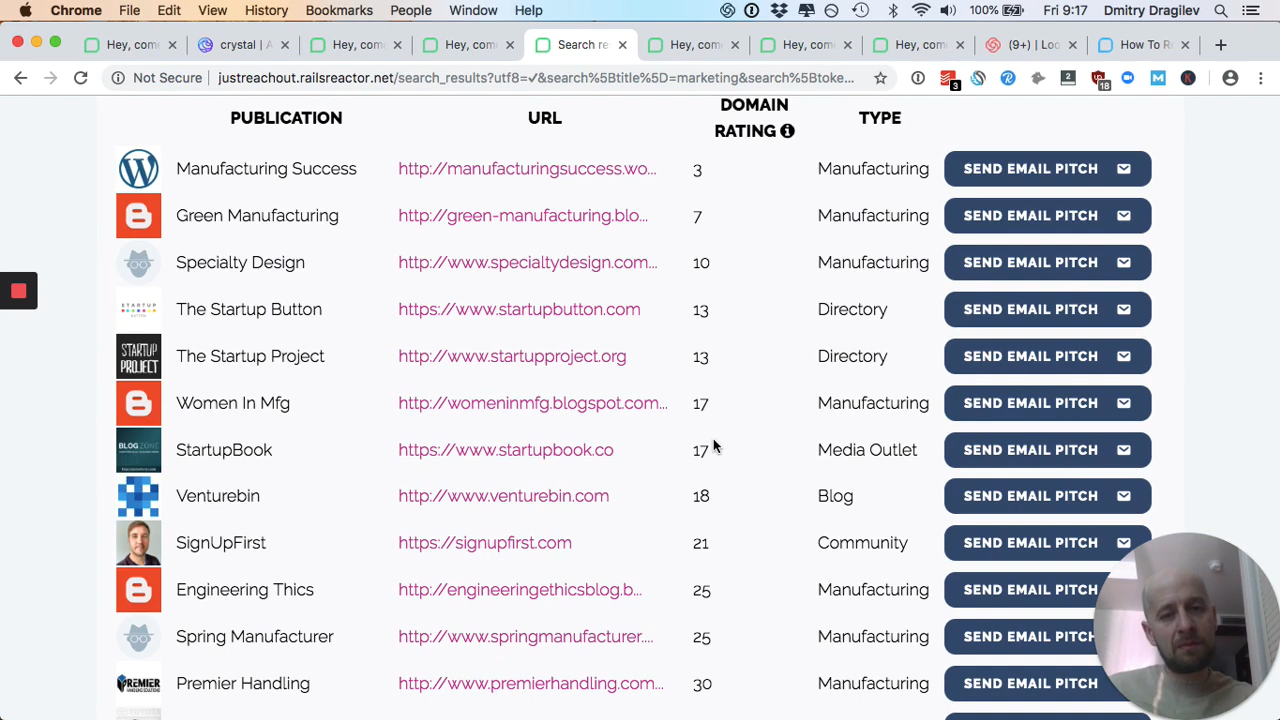 Chrome File Edit View History Bookmarks People Window Help 100% Fri 9:17 Dmitry Dragilev
Hey, com
crystal | A
Hey, com
Hey, com
Search re
Hey, com
Hey, com
Hey, com
(9+) | Loo
How To R
Not Secure justreachout.railsreactor.net/search_results?utf8=✓&search%5Btitle%5D=marketing&search%5Btoke...
3
2
18
PUBLICATION URL DOMAIN RATING TYPE
Manufacturing Success http://manufacturingsuccess.wo... 3 Manufacturing SEND EMAIL PITCH
Green Manufacturing http://green-manufacturing.blo... 7 Manufacturing SEND EMAIL PITCH
Specialty Design http://www.specialtydesign.com... 10 Manufacturing SEND EMAIL PITCH
STARTUP BUTTON The Startup Button https://www.startupbutton.com 13 Directory SEND EMAIL PITCH
STARTUP PROJECT The Startup Project http://www.startupproject.org 13 Directory SEND EMAIL PITCH
Women In Mfg http://womeninmfg.blogspot.com... 17 Manufacturing SEND EMAIL PITCH
BLOGZONE StartupBook https://www.startupbook.co 17 Media Outlet SEND EMAIL PITCH
Venturebin http://www.venturebin.com 18 Blog SEND EMAIL PITCH
SignUpFirst https://signupfirst.com 21 Community SEND EMAIL PITCH
Engineering Thics http://engineeringethicsblog.b... 25 Manufacturing SEND EMAIL PITCH
Spring Manufacturer http://www.springmanufacturer.... 25 Manufacturing SEND EMAIL PITCH
PREMIER Premier Handling http://www.premierhandling.com... 30 Manufacturing SEND EMAIL PITCH